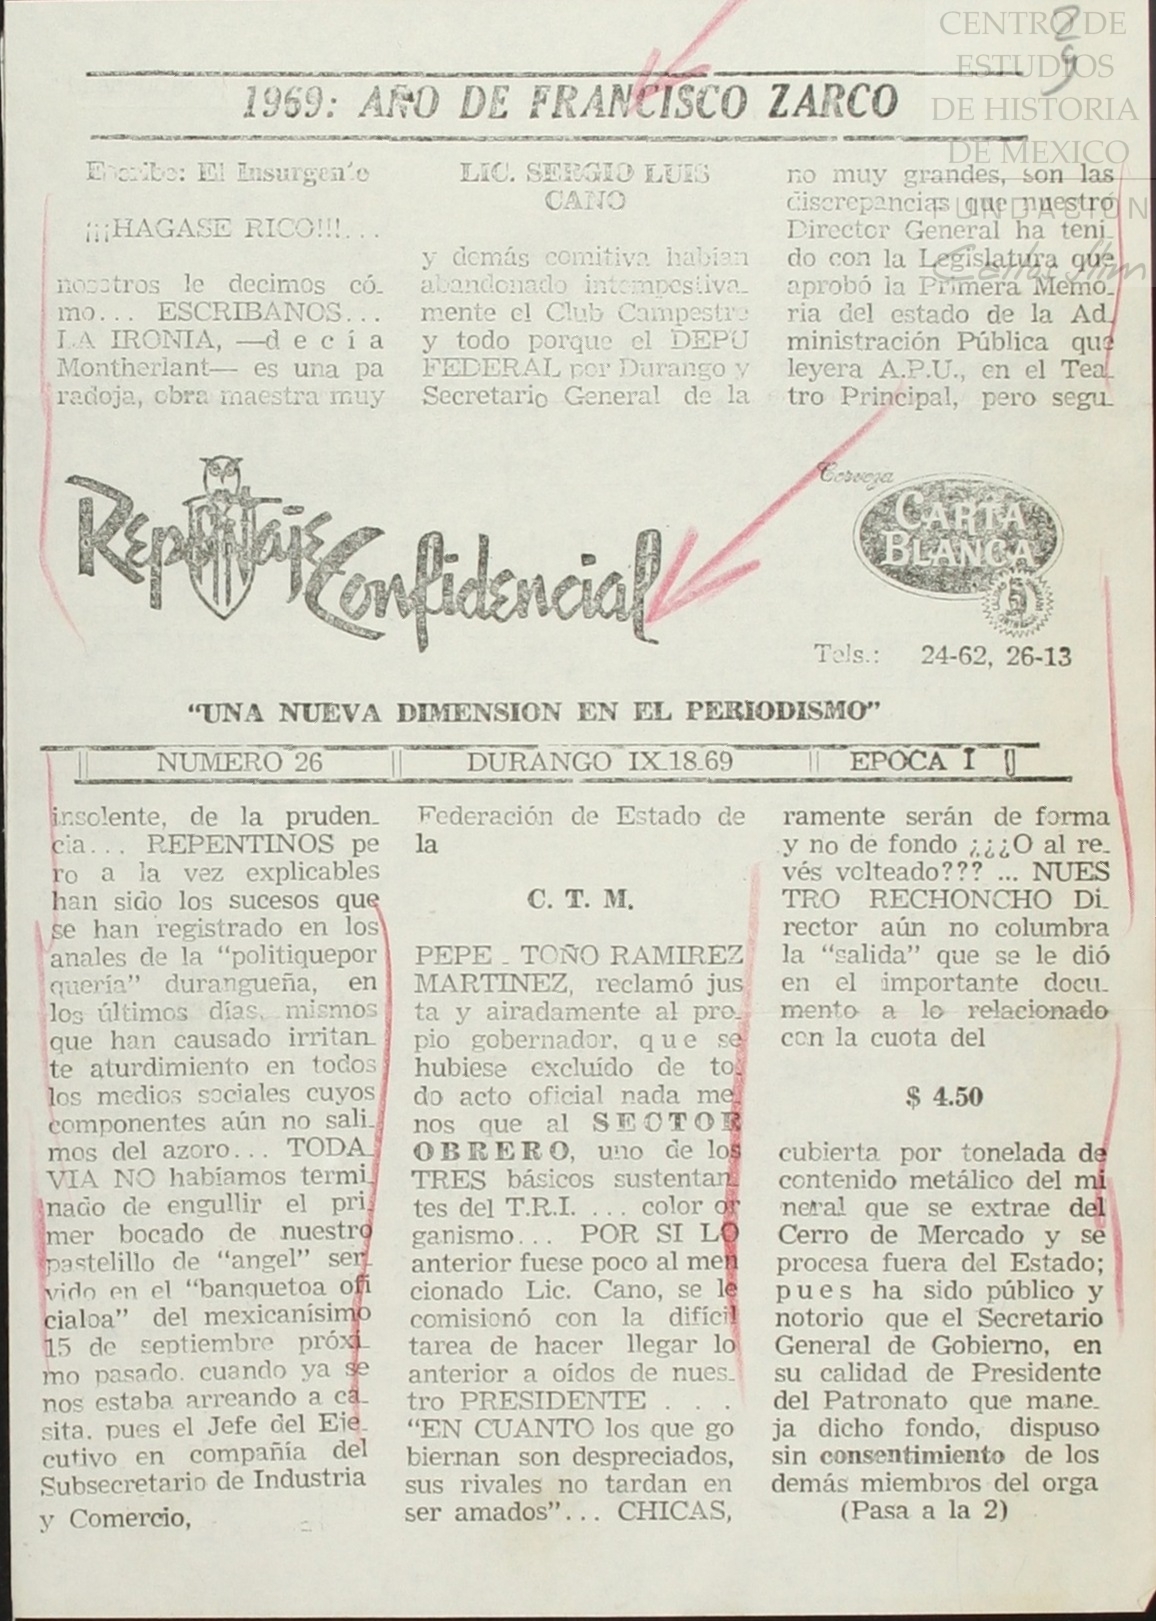 CENTRO DE
ESTUDIOS
DE HISTORIA
DE MEXICO
FUNDACION
Carlos Slim
29
1969: AÑO DE FRANCISCO ZARCO
Escribe: El Insurgente
¡¡¡HAGASE RICO!!!...
nosotros le decimos có-
mo... ESCRIBANOS...
LA IRONIA, —d e c í a
Montherlant— es una pa
radoja, obra maestra muy
LIC. SERGIO LUIS
CANO
y demás comitiva habían
abandonado intempestiva-
mente el Club Campestre
y todo porque el DEPU
FEDERAL por Durango y
Secretario General de la
no muy grandes, son las
discrepancias que nuestro
Director General ha teni-
do con la Legislatura que
aprobó la Primera Memo-
ria del estado de la Ad-
ministración Pública que
leyera A.P.U., en el Tea-
tro Principal, pero segu-
Reportaje
Confidencial
Cerveza
CARTA
BLANCA
Tels.: 24-62, 26-13
"UNA NUEVA DIMENSION EN EL PERIODISMO"
NUMERO 26 || DURANGO IX-18-69 || EPOCA I
insolente, de la pruden-
cia... REPENTINOS pe
ro a la vez explicables
han sido los sucesos que
se han registrado en los
anales de la "politiquepor
quería" durangueña, en
los últimos días, mismos
que han causado irritan-
te aturdimiento en todos
los medios sociales cuyos
componentes aún no sali-
mos del azoro... TODA-
VIA NO habíamos termi-
nado de engullir el pri-
mer bocado de nuestro
pastelillo de "angel" ser-
vido en el "banquetoa ofi
cialoa" del mexicanísimo
15 de septiembre próxi-
mo pasado, cuando ya se
nos estaba arreando a ca-
sita, pues el Jefe del Eje-
cutivo en compañía del
Subsecretario de Industria
y Comercio,
Federación de Estado de
la
C. T. M.
PEPE - TOÑO RAMIREZ
MARTINEZ, reclamó jus
ta y airadamente al pro-
pio gobernador, q u e se
hubiese excluído de to-
do acto oficial nada me-
nos que al SECTOR
OBRERO, uno de los
TRES básicos sustentan-
tes del T.R.I. ... color or
ganismo... POR SI LO
anterior fuese poco al men
cionado Lic. Cano, se le
comisionó con la difícil
tarea de hacer llegar lo
anterior a oídos de nues-
tro PRESIDENTE . . .
"EN CUANTO los que go
biernan son despreciados,
sus rivales no tardan en
ser amados"... CHICAS,
ramente serán de forma
y no de fondo ¿¿¿O al re-
vés volteado??? ... NUES
TRO RECHONCHO Di-
rector aún no columbra
la "salida" que se le dió
en el importante docu-
mento a lo relacionado
con la cuota del
$ 4.50
cubierta por tonelada de
contenido metálico del mi
neral que se extrae del
Cerro de Mercado y se
procesa fuera del Estado;
p u e s ha sido público y
notorio que el Secretario
General de Gobierno, en
su calidad de Presidente
del Patronato que mane-
ja dicho fondo, dispuso
sin consentimiento de los
demás miembros del orga
(Pasa a la 2)